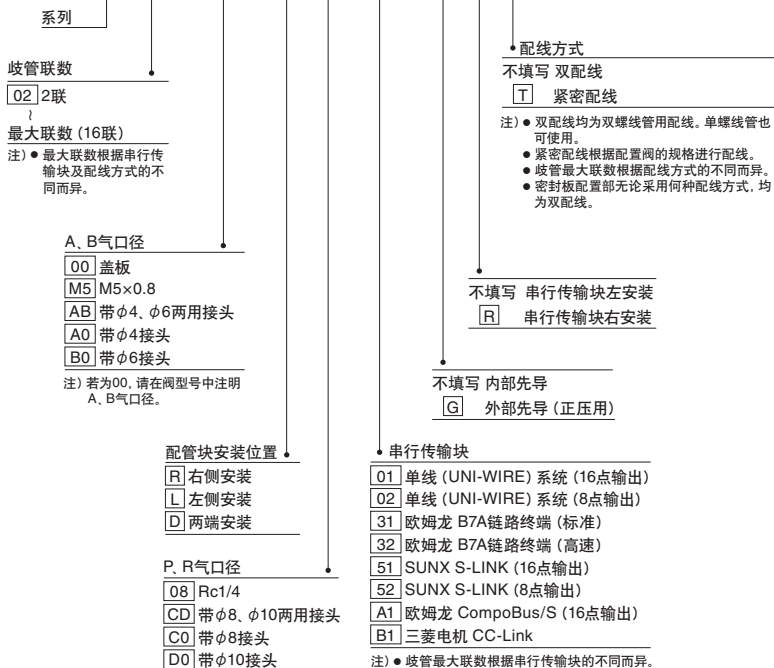 系列
歧管联数
02 2联
~
最大联数 (16联)
注) ● 最大联数根据串行传
输块及配线方式的不
同而异。
A、B气口径
00 盖板
M5 M5×0.8
AB 带φ4、φ6两用接头
A0 带φ4接头
B0 带φ6接头
注) 若为00, 请在阀型号中注明
A、B气口径。
配管块安装位置
R 右侧安装
L 左侧安装
D 两端安装
P、R气口径
08 Rc1/4
CD 带φ8、φ10两用接头
C0 带φ8接头
D0 带φ10接头
串行传输块
01 单线 (UNI-WIRE) 系统 (16点输出)
02 单线 (UNI-WIRE) 系统 (8点输出)
31 欧姆龙 B7A链路终端 (标准)
32 欧姆龙 B7A链路终端 (高速)
51 SUNX S-LINK (16点输出)
52 SUNX S-LINK (8点输出)
A1 欧姆龙 CompoBus/S (16点输出)
B1 三菱电机 CC-Link
注) ● 歧管最大联数根据串行传输块的不同而异。
不填写 内部先导
G 外部先导 (正压用)
不填写 串行传输块左安装
R 串行传输块右安装
配线方式
不填写 双配线
T 紧密配线
注) ● 双配线均为双螺线管用配线。单螺线管也
可使用。
● 紧密配线根据配置阀的规格进行配线。
● 歧管最大联数根据配线方式的不同而异。
● 密封板配置部无论采用何种配线方式, 均
为双配线。